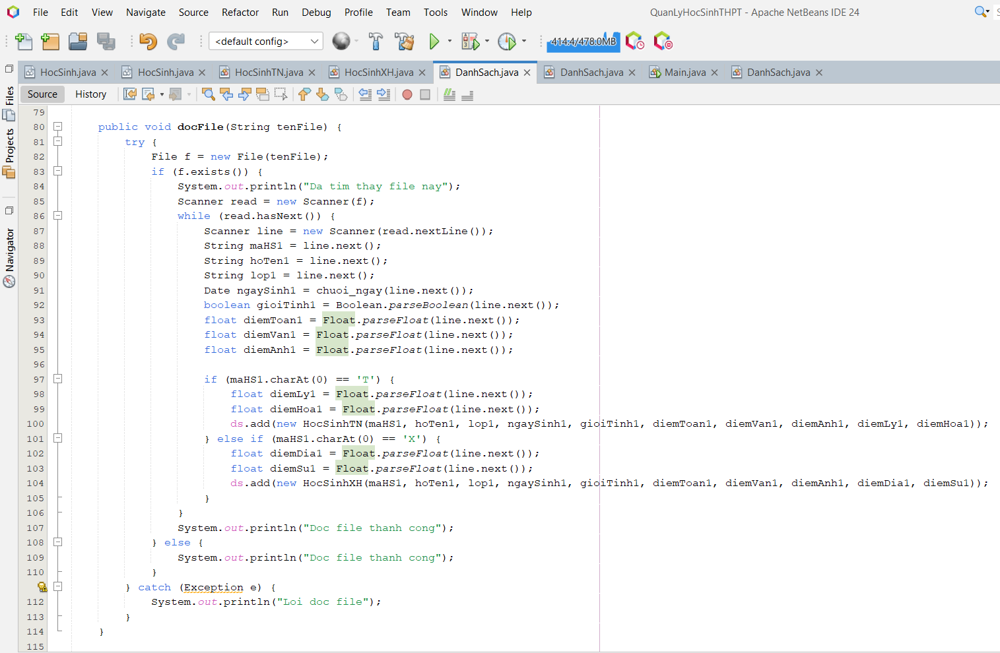 File Edit View Navigate Source Refactor Run Debug Profile Team Tools Window Help QuanLyHocSinhTHPT - Apache NetBeans IDE 24
<default config> 414.4/478.0MB
HocSinh.java HocSinh.java HocSinhTN.java HocSinhXH.java DanhSach.java DanhSach.java Main.java DanhSach.java
Source History
Files
Projects
Navigator
79
80 public void docFile(String tenFile) {
81 try {
82 File f = new File(tenFile);
83 if (f.exists()) {
84 System.out.println("Da tim thay file nay");
85 Scanner read = new Scanner(f);
86 while (read.hasNext()) {
87 Scanner line = new Scanner(read.nextLine());
88 String maHS1 = line.next();
89 String hoTen1 = line.next();
90 String lop1 = line.next();
91 Date ngaySinh1 = chuoi_ngay(line.next());
92 boolean gioiTinh1 = Boolean.parseBoolean(line.next());
93 float diemToan1 = Float.parseFloat(line.next());
94 float diemVan1 = Float.parseFloat(line.next());
95 float diemAnh1 = Float.parseFloat(line.next());
96
97 if (maHS1.charAt(0) == 'T') {
98 float diemLy1 = Float.parseFloat(line.next());
99 float diemHoa1 = Float.parseFloat(line.next());
100 ds.add(new HocSinhTN(maHS1, hoTen1, lop1, ngaySinh1, gioiTinh1, diemToan1, diemVan1, diemAnh1, diemLy1, diemHoa1));
101 } else if (maHS1.charAt(0) == 'X') {
102 float diemDia1 = Float.parseFloat(line.next());
103 float diemSu1 = Float.parseFloat(line.next());
104 ds.add(new HocSinhXH(maHS1, hoTen1, lop1, ngaySinh1, gioiTinh1, diemToan1, diemVan1, diemAnh1, diemDia1, diemSu1));
105 }
106 }
107 System.out.println("Doc file thanh cong");
108 } else {
109 System.out.println("Doc file thanh cong");
110 }
} catch (Exception e) {
112 System.out.println("Loi doc file");
113 }
114 }
115